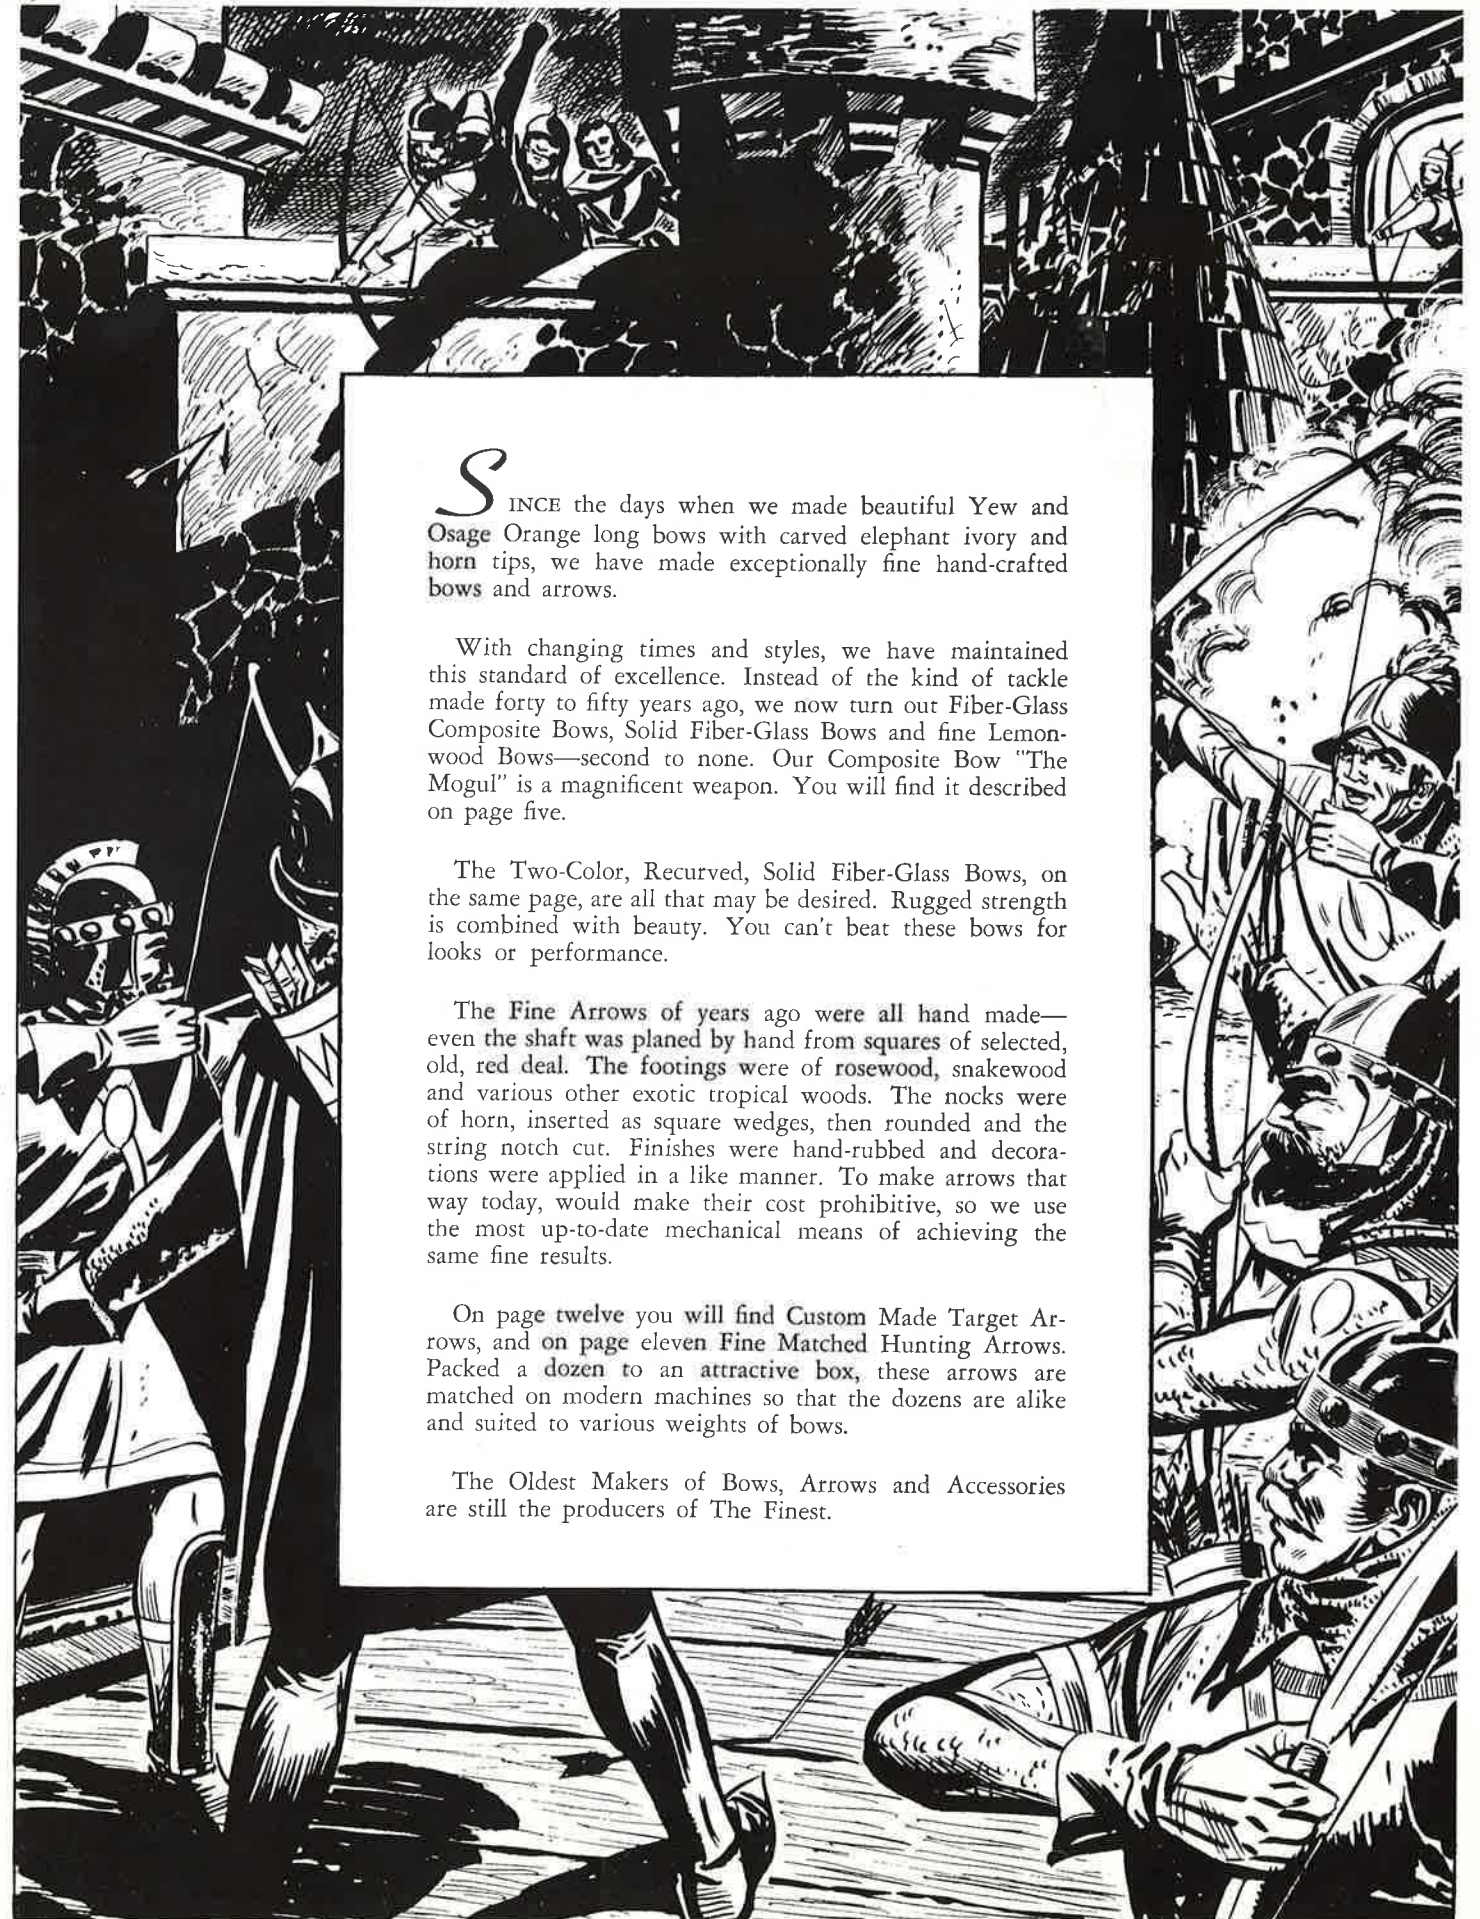 SINCE the days when we made beautiful Yew and
Osage Orange long bows with carved elephant ivory and
horn tips, we have made exceptionally fine hand-crafted
bows and arrows.
With changing times and styles, we have maintained
this standard of excellence. Instead of the kind of tackle
made forty to fifty years ago, we now turn out Fiber-Glass
Composite Bows, Solid Fiber-Glass Bows and fine Lemon-
wood Bows—second to none. Our Composite Bow "The
Mogul" is a magnificent weapon. You will find it described
on page five.
The Two-Color, Recurved, Solid Fiber-Glass Bows, on
the same page, are all that may be desired. Rugged strength
is combined with beauty. You can't beat these bows for
looks or performance.
The Fine Arrows of years ago were all hand made—
even the shaft was planed by hand from squares of selected,
old, red deal. The footings were of rosewood, snakewood
and various other exotic tropical woods. The nocks were
of horn, inserted as square wedges, then rounded and the
string notch cut. Finishes were hand-rubbed and decora-
tions were applied in a like manner. To make arrows that
way today, would make their cost prohibitive, so we use
the most up-to-date mechanical means of achieving the
same fine results.
On page twelve you will find Custom Made Target Ar-
rows, and on page eleven Fine Matched Hunting Arrows.
Packed a dozen to an attractive box, these arrows are
matched on modern machines so that the dozens are alike
and suited to various weights of bows.
The Oldest Makers of Bows, Arrows and Accessories
are still the producers of The Finest.